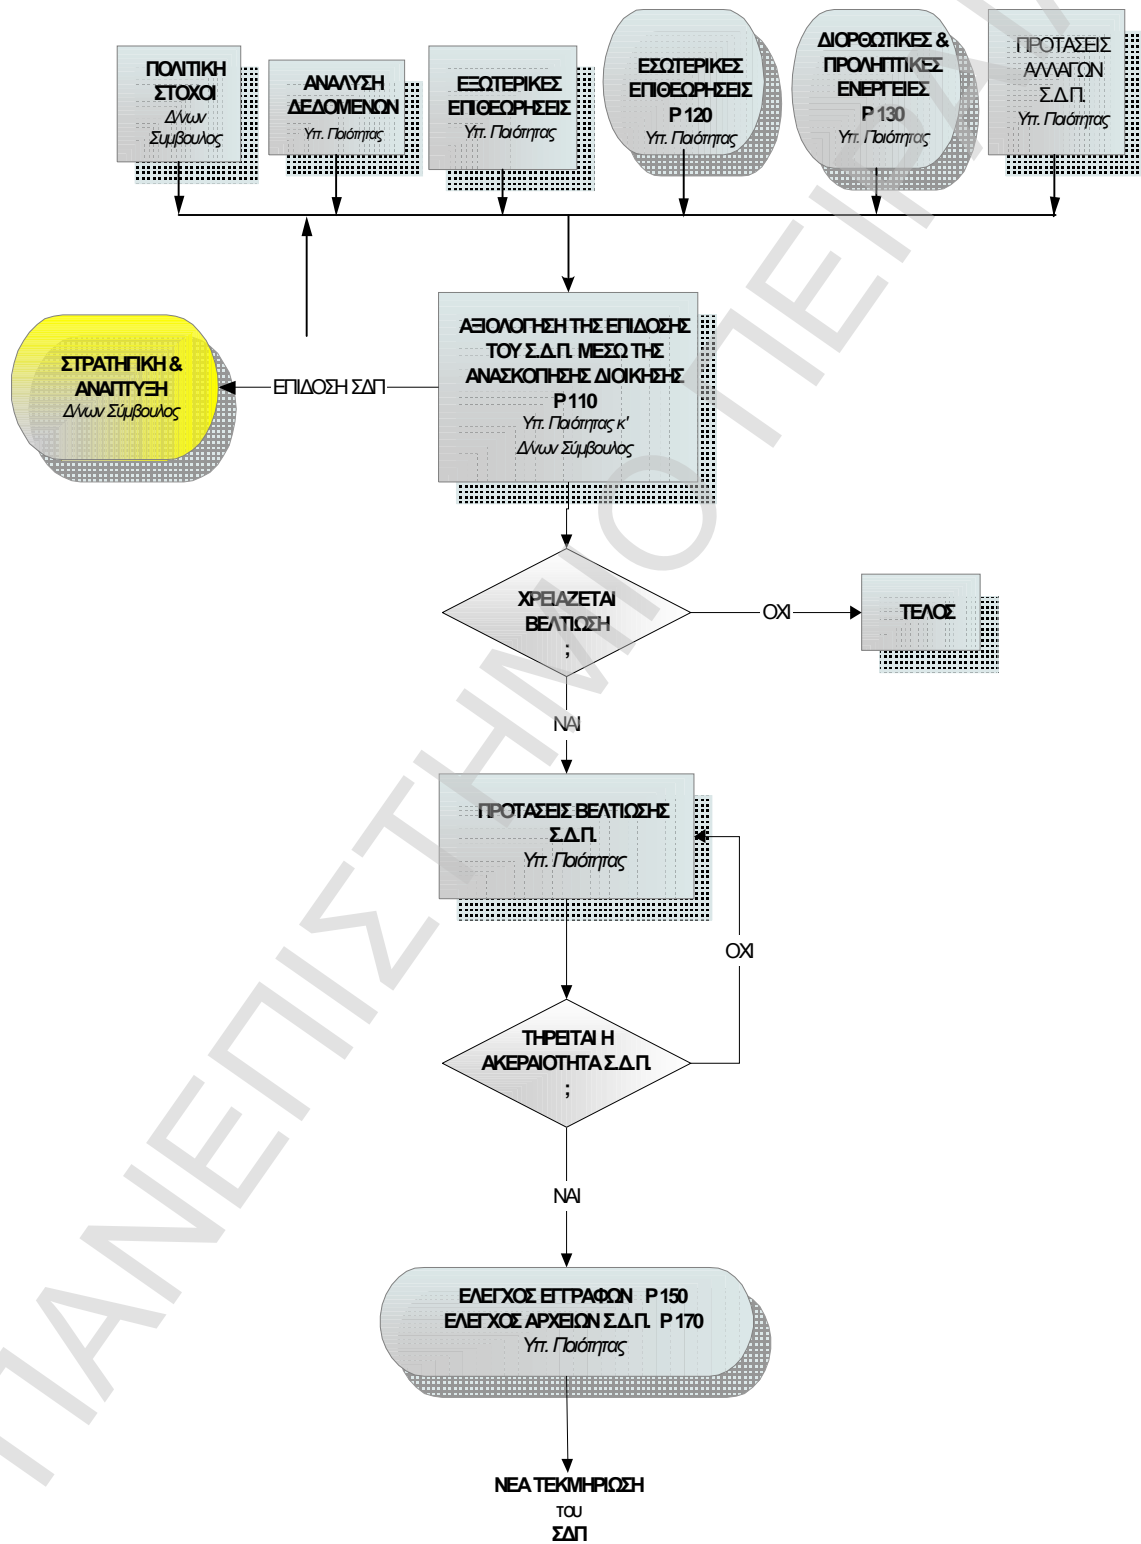 ΠΟΛΙΤΙΚΗ
ΣΤΟΧΟΙ
Δ/νων
Συμβουλος
ΑΝΑΛΥΣΗ
ΔΕΔΟΜΕΝΩΝ
Υπ. Ποιότητας
ΕΞΩΤΕΡΙΚΕΣ
ΕΠΙΘΕΩΡΗΣΕΙΣ
Υπ. Ποιότητας
ΕΣΩΤΕΡΙΚΕΣ
ΕΠΙΘΕΩΡΗΣΕΙΣ
P 120
Υπ. Ποιότητας
ΔΙΟΡΘΩΤΙΚΕΣ &
ΠΡΟΛΗΠΤΙΚΕΣ
ΕΝΕΡΓΕΙΕΣ
P 130
Υπ. Ποιότητας
ΠΡΟΤΑΣΕΙΣ
ΑΛΛΑΓΩΝ
Σ.Δ.Π.
Υπ. Ποιότητας
ΑΞΙΟΛΟΓΗΣΗ ΤΗΣ ΕΠΙΔΟΣΗΣ
ΤΟΥ Σ.Δ.Π. ΜΕΣΩ ΤΗΣ
ΑΝΑΣΚΟΠΗΣΗΣ ΔΙΟΙΚΗΣΗΣ
P 110
Υπ. Ποιότητας κ'
Δ/νων Σύμβουλος
ΕΠΙΔΟΣΗ ΣΔΠ
ΣΤΡΑΤΗΓΙΚΗ &
ΑΝΑΠΤΥΞΗ
Δ/νων Σύμβουλος
ΧΡΕΙΑΖΕΤΑΙ
ΒΕΛΤΙΩΣΗ
;
ΟΧΙ
ΤΕΛΟΣ
ΝΑΙ
ΠΡΟΤΑΣΕΙΣ ΒΕΛΤΙΩΣΗΣ
Σ.Δ.Π.
Υπ. Ποιότητας
ΟΧΙ
ΤΗΡΕΙΤΑΙ Η
ΑΚΕΡΑΙΟΤΗΤΑ Σ.Δ.Π.
;
ΝΑΙ
ΕΛΕΓΧΟΣ ΕΓΓΡΑΦΩΝ P 150
ΕΛΕΓΧΟΣ ΑΡΧΕΙΩΝ Σ.Δ.Π. P 170
Υπ. Ποιότητας
ΝΕΑ ΤΕΚΜΗΡΙΩΣΗ
του
ΣΔΠ
ΠΑΝΕΠΙΣΤΗΜΙΟ ΠΕΙΡΑΙ